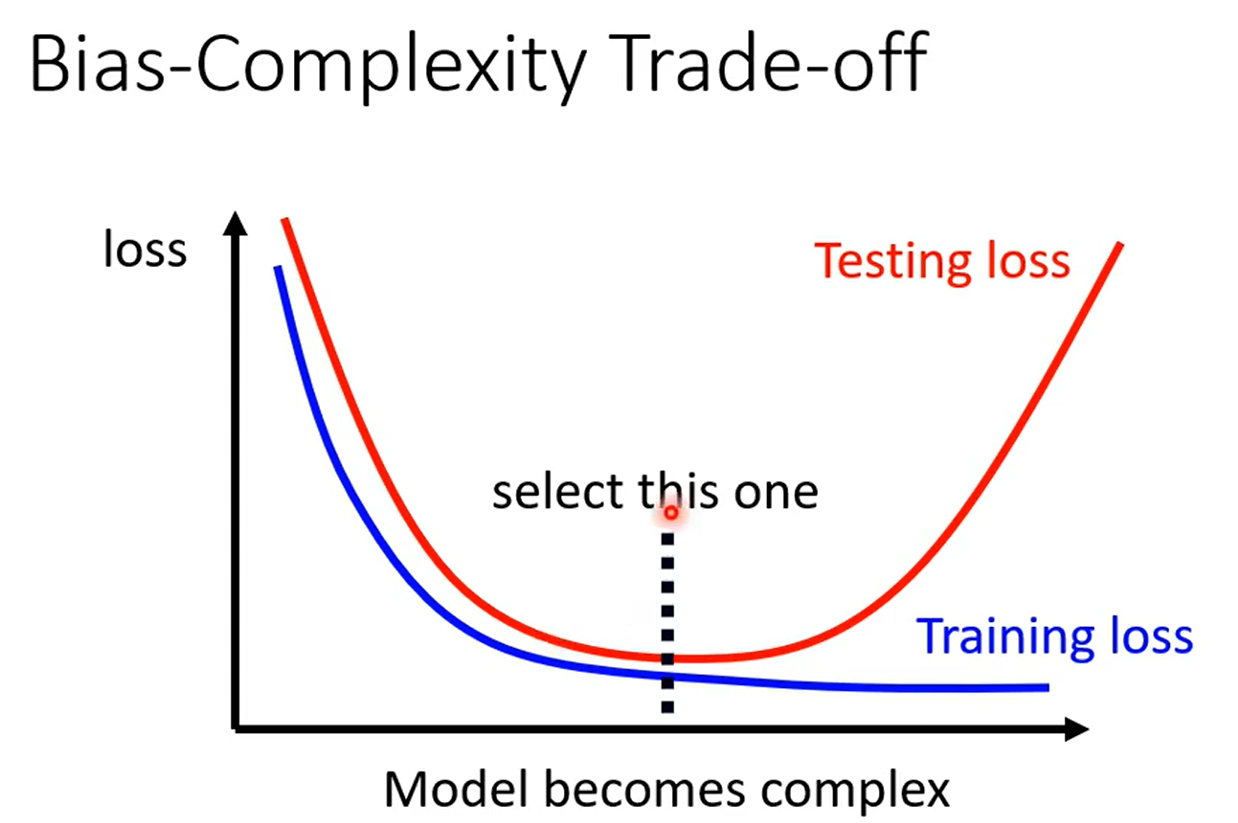 Bias-Complexity Trade-off
loss
Testing loss
select this one
Training loss
Model becomes complex